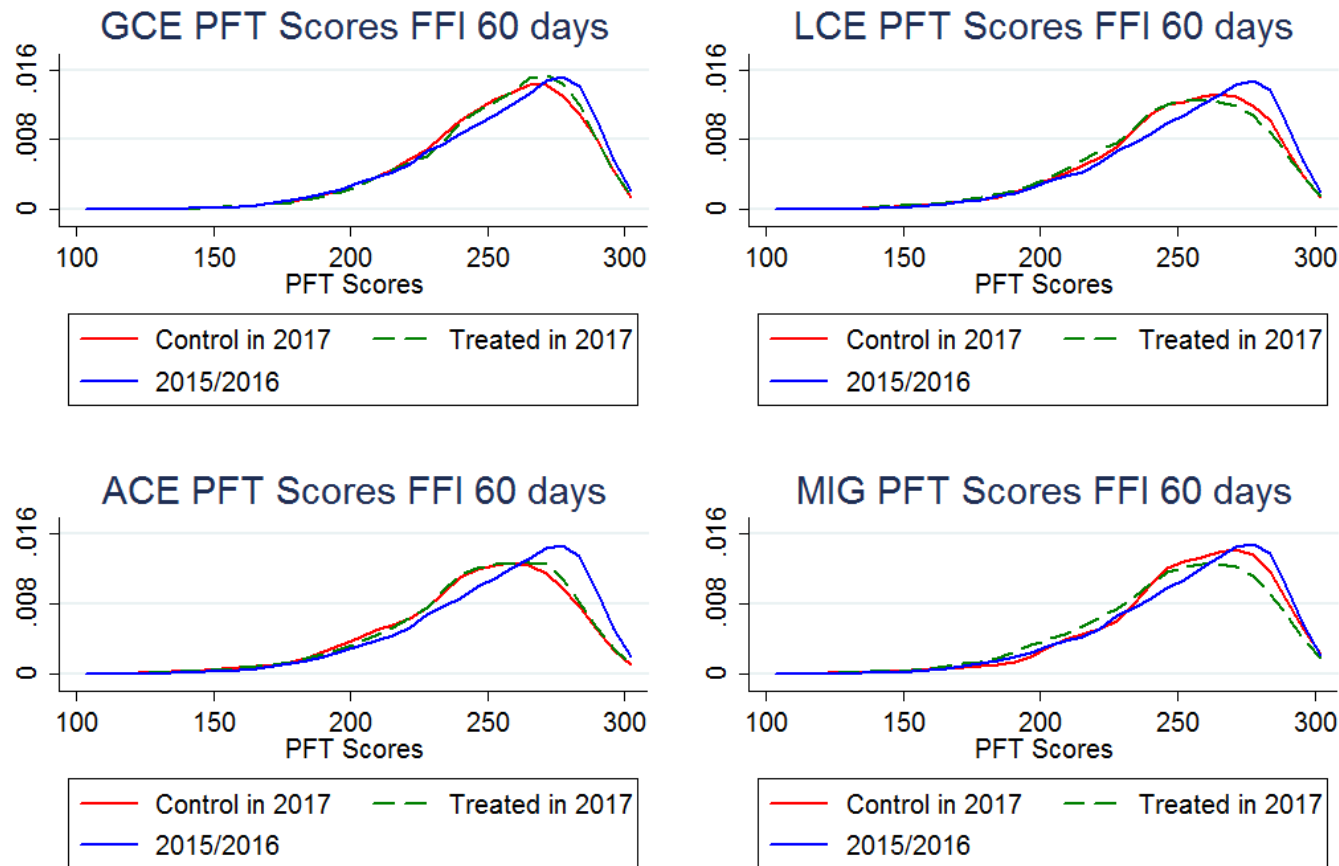 GCE PFT Scores FFI 60 days
.016
.008
0
100 150 200 250 300
PFT Scores
Control in 2017 Treated in 2017
2015/2016
LCE PFT Scores FFI 60 days
.016
.008
0
100 150 200 250 300
PFT Scores
Control in 2017 Treated in 2017
2015/2016
ACE PFT Scores FFI 60 days
.016
.008
0
100 150 200 250 300
PFT Scores
Control in 2017 Treated in 2017
2015/2016
MIG PFT Scores FFI 60 days
.016
.008
0
100 150 200 250 300
PFT Scores
Control in 2017 Treated in 2017
2015/2016